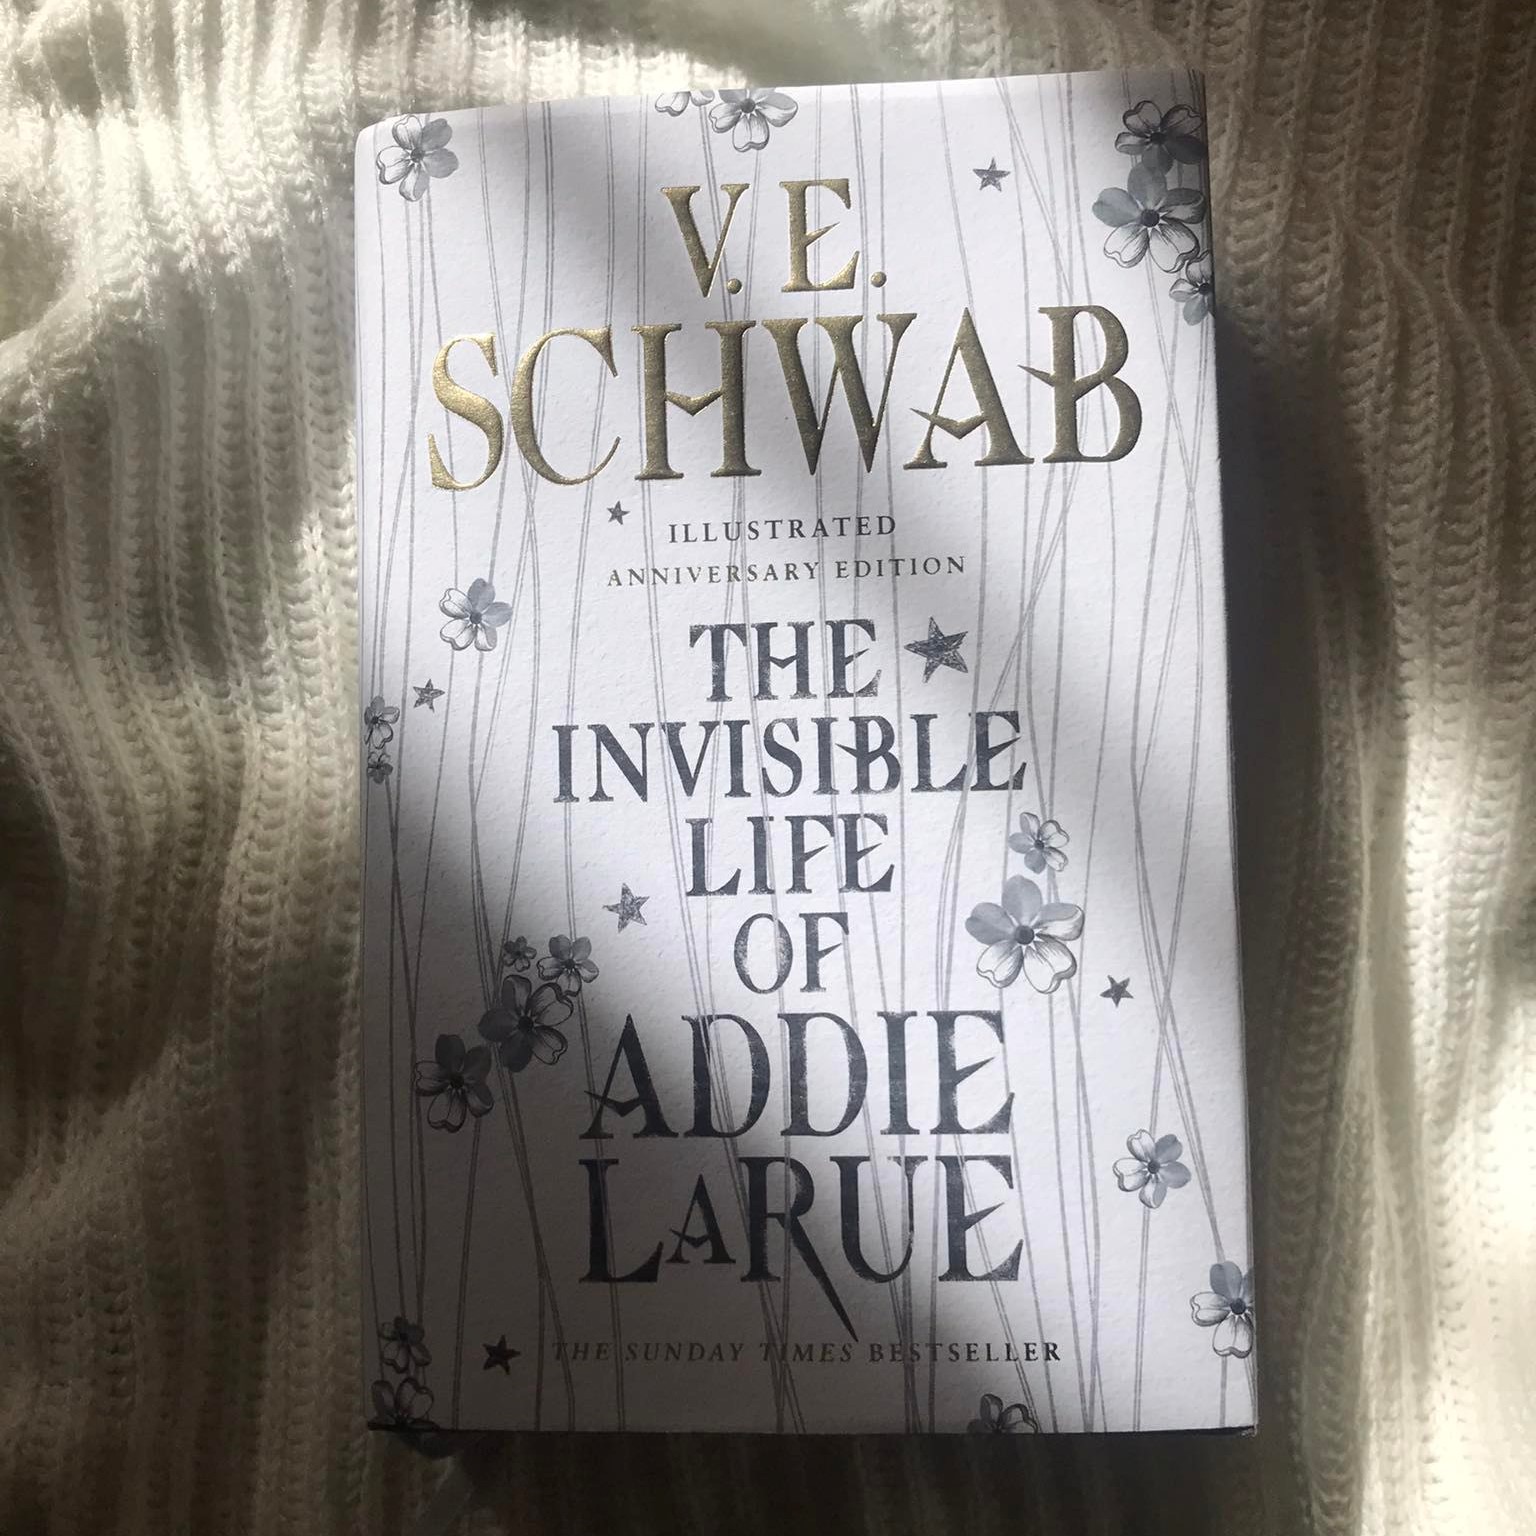 V. E.
SCHWAB
ILLUSTRATED
ANNIVERSARY EDITION
THE
INVISIBLE
LIFE
OF
ADDIE
LARUE
THE SUNDAY TIMES BESTSELLER